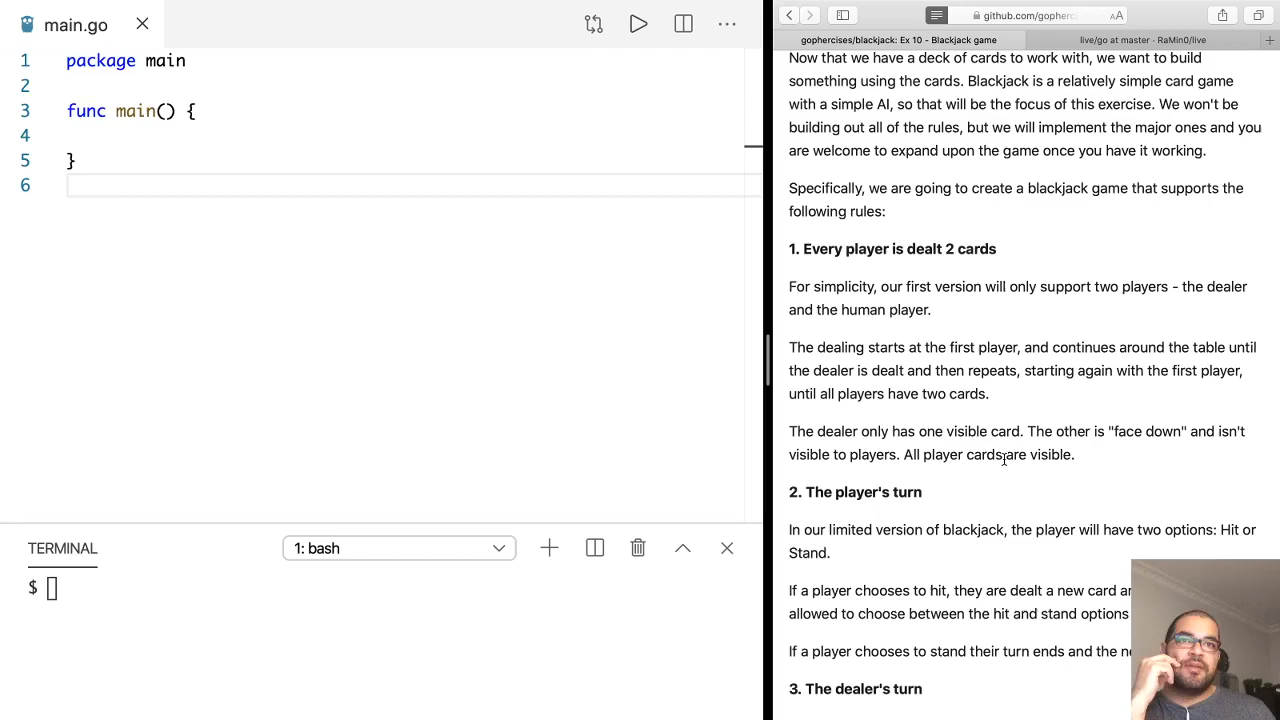 main.go
1 package main
2
3 func main() {
4
5 }
6
TERMINAL
1: bash
$
github.com/gopherc
AA
gophercises/blackjack: Ex 10 - Blackjack game
live/go at master · RaMin0/live
Now that we have a deck of cards to work with, we want to build
something using the cards. Blackjack is a relatively simple card game
with a simple AI, so that will be the focus of this exercise. We won't be
building out all of the rules, but we will implement the major ones and you
are welcome to expand upon the game once you have it working.
Specifically, we are going to create a blackjack game that supports the
following rules:
1. Every player is dealt 2 cards
For simplicity, our first version will only support two players - the dealer
and the human player.
The dealing starts at the first player, and continues around the table until
the dealer is dealt and then repeats, starting again with the first player,
until all players have two cards.
The dealer only has one visible card. The other is "face down" and isn't
visible to players. All player cards are visible.
2. The player's turn
In our limited version of blackjack, the player will have two options: Hit or
Stand.
If a player chooses to hit, they are dealt a new card
allowed to choose between the hit and stand options
If a player chooses to stand their turn ends and the
3. The dealer's turn